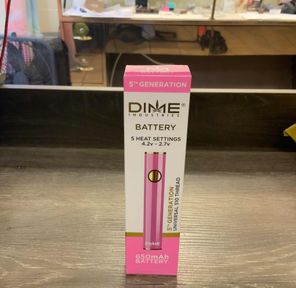 5TH GENERATION
DIME®
INDUSTRIES
BATTERY
5 HEAT SETTINGS
4.2v - 2.7v
5TH GENERATION
UNIVERSAL 510 THREAD
DIME
650mAh
BATTERY